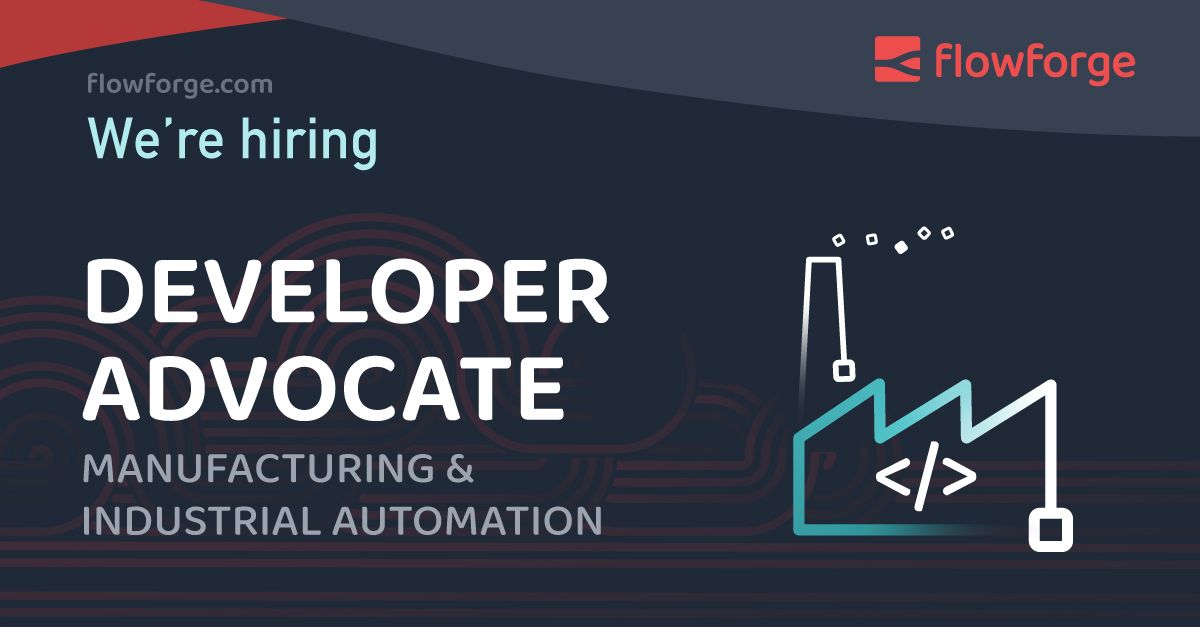 flowforge.com
flowforge
We're hiring
DEVELOPER
ADVOCATE
MANUFACTURING &
INDUSTRIAL AUTOMATION
</>